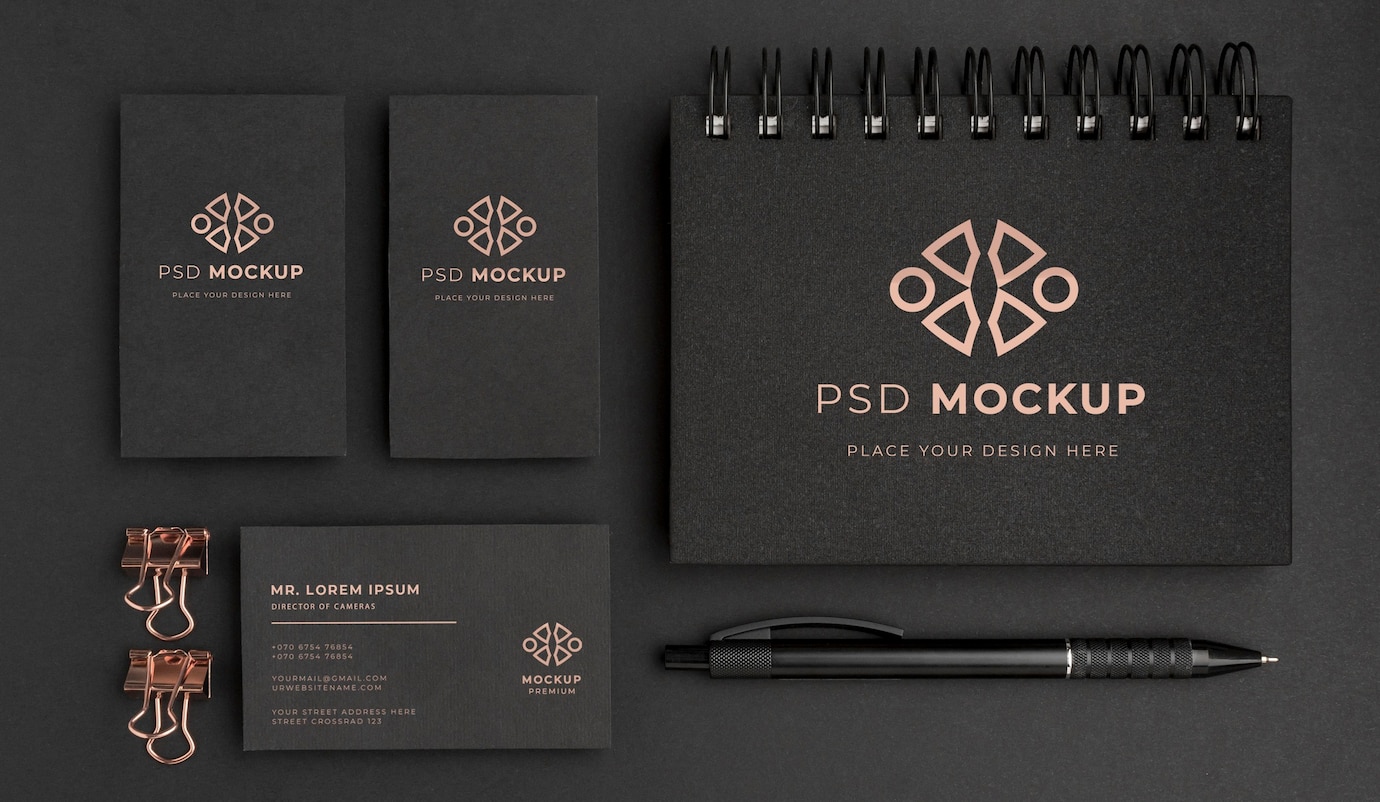 PSD MOCKUP
PLACE YOUR DESIGN HERE
PSD MOCKUP
PLACE YOUR DESIGN HERE
PSD MOCKUP
PLACE YOUR DESIGN HERE
MR. LOREM IPSUM
DIRECTOR OF CAMERAS
+070 6754 76854
+070 6754 76854
YOURMAIL@GMAIL.COM
URWEBSITENAME.COM
YOUR STREET ADDRESS HERE
STREET CROSSRAD 123
MOCKUP
PREMIUM